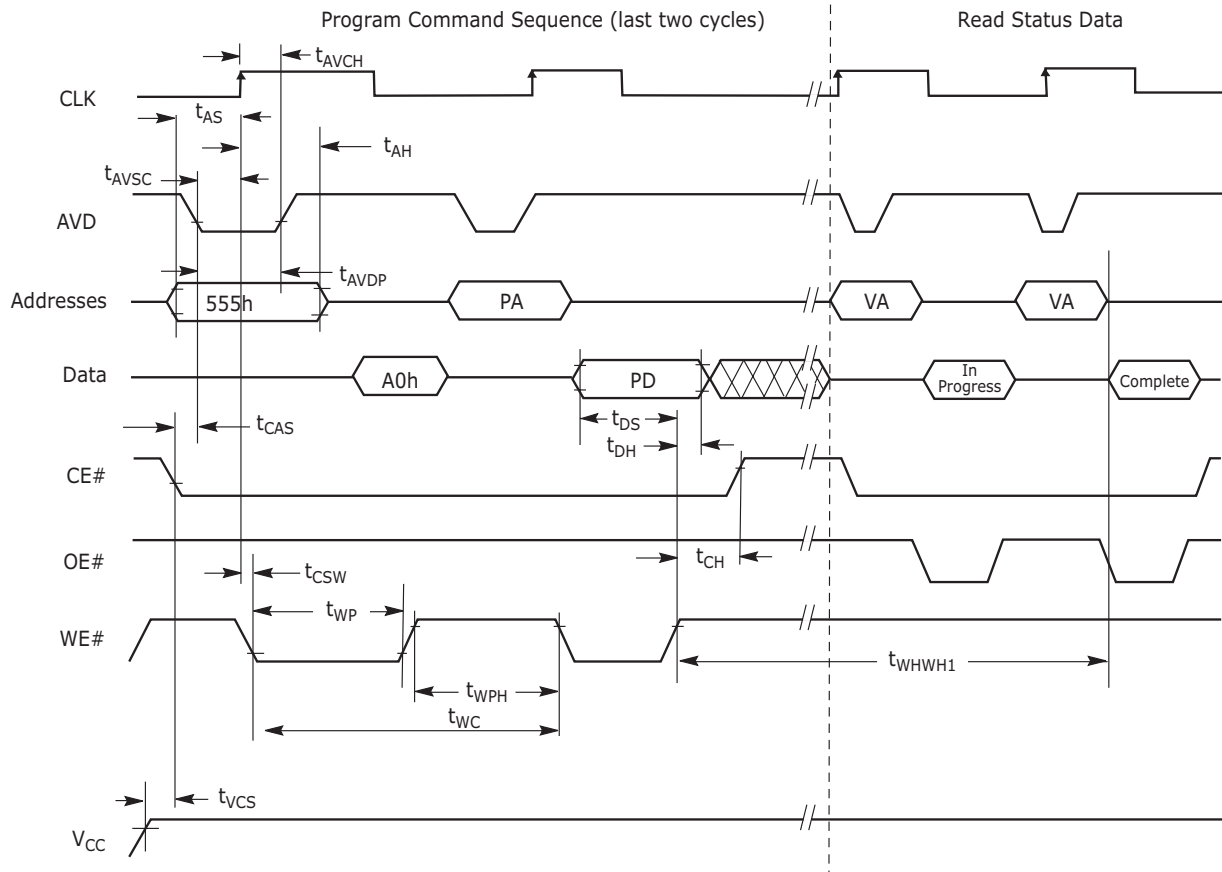 Program Command Sequence (last two cycles)
Read Status Data
tAVCH
CLK
tAS
tAH
tAVSC
AVD
tAVDP
Addresses
555h
PA
VA
VA
Data
A0h
PD
In
Progress
Complete
tDS
tCAS
tDH
CE#
OE#
tCH
tCSW
tWP
WE#
tWHWH1
tWPH
tWC
tVCS
VCC